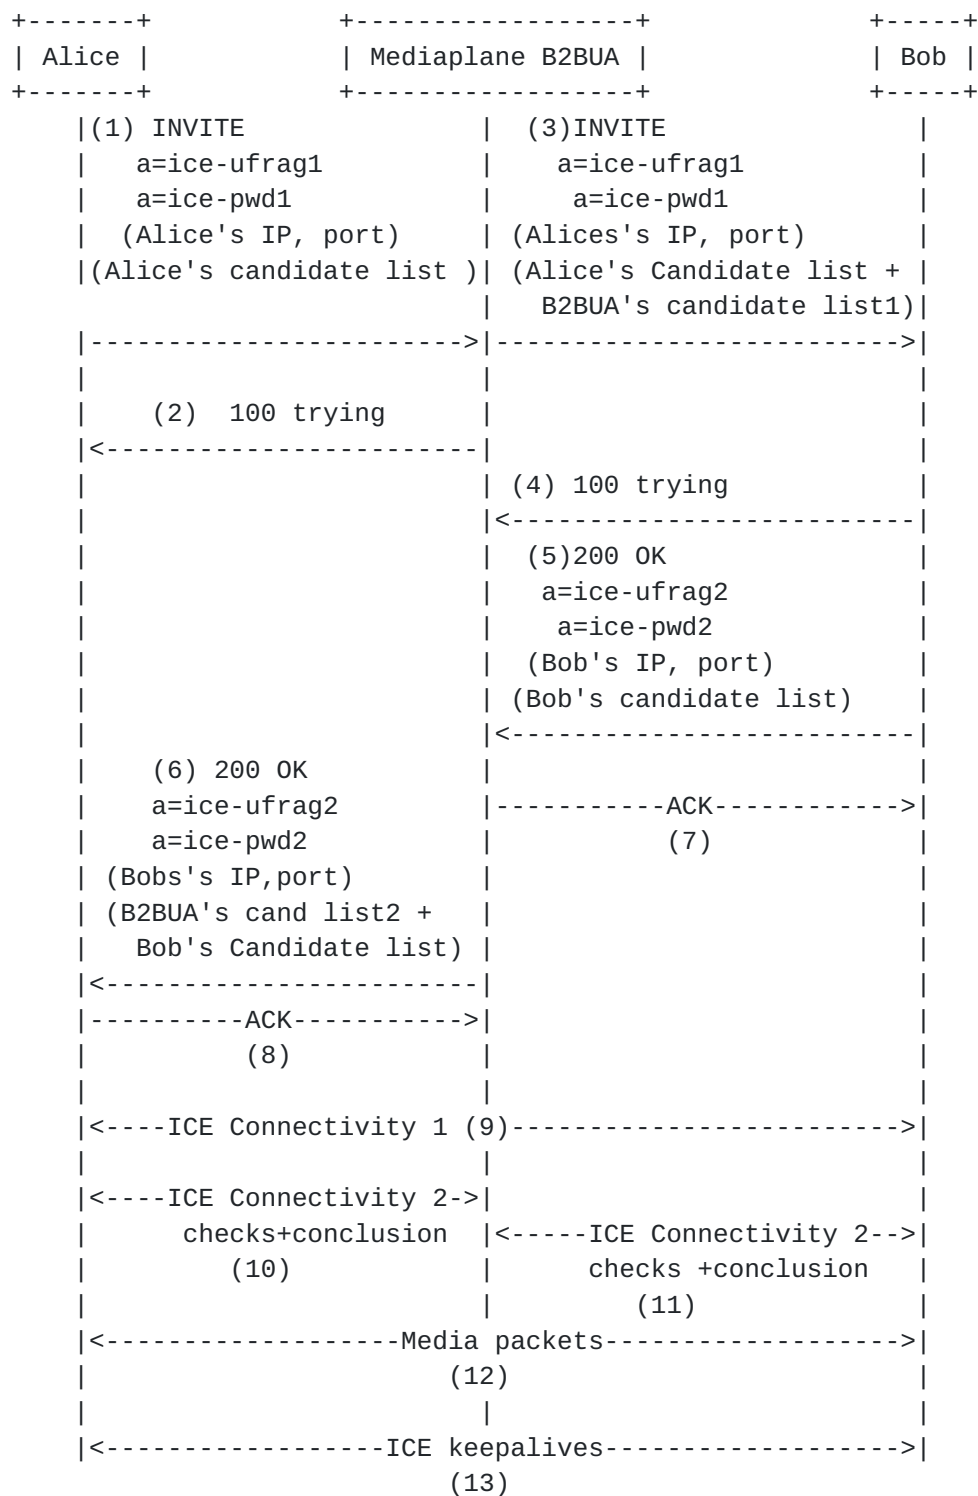 +-------+            +------------------+              +-----+
| Alice |            | Mediaplane B2BUA |              | Bob |
+-------+            +------------------+              +-----+
    |(1) INVITE               |  (3)INVITE                |
    |   a=ice-ufrag1          |    a=ice-ufrag1           |
    |   a=ice-pwd1            |     a=ice-pwd1            |
    |  (Alice's IP, port)     | (Alices's IP, port)       |
    |(Alice's candidate list )| (Alice's Candidate list + |
                              |   B2BUA's candidate list1)|
    |------------------------>|-------------------------->|
    |                         |                           |
    |    (2)  100 trying      |                           |
    |<------------------------|                           |
    |                         | (4) 100 trying            |
    |                         |<--------------------------|
    |                         |  (5)200 OK                |
    |                         |   a=ice-ufrag2            |
    |                         |    a=ice-pwd2             |
    |                         |  (Bob's IP, port)         |
    |                         | (Bob's candidate list)    |
    |                         |<--------------------------|
    |    (6) 200 OK           |                           |
    |    a=ice-ufrag2         |-----------ACK------------>|
    |    a=ice-pwd2           |           (7)             |
    | (Bobs's IP,port)        |                           |
    | (B2BUA's cand list2 +   |                           |
    |   Bob's Candidate list) |                           |
    |<------------------------|                           |
    |----------ACK----------->|                           |
    |          (8)            |                           |
    |                         |                           |
    |<----ICE Connectivity 1 (9)------------------------->|
    |                         |                           |
    |<----ICE Connectivity 2->|                           |
    |      checks+conclusion  |<-----ICE Connectivity 2-->|
    |         (10)            |      checks +conclusion   |
    |                         |         (11)              |
    |<-------------------Media packets------------------->|
    |                       (12)                          |
    |                         |                           |
    |<------------------ICE keepalives------------------->|
                            (13)